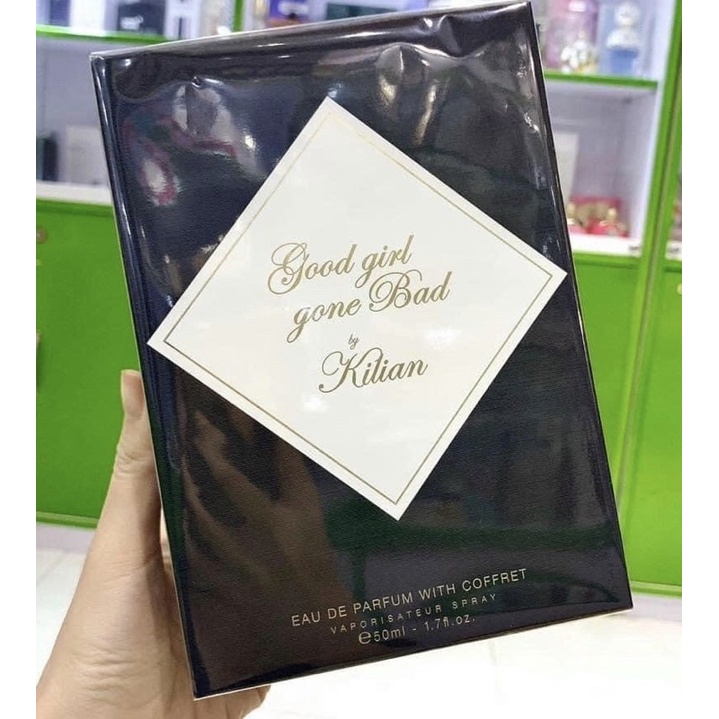 Good girl
gone Bad
by
Kilian
EAU DE PARFUM WITH COFFRET
VAPORISATEUR SPRAY
℮50ml - 1.7fl.oz.